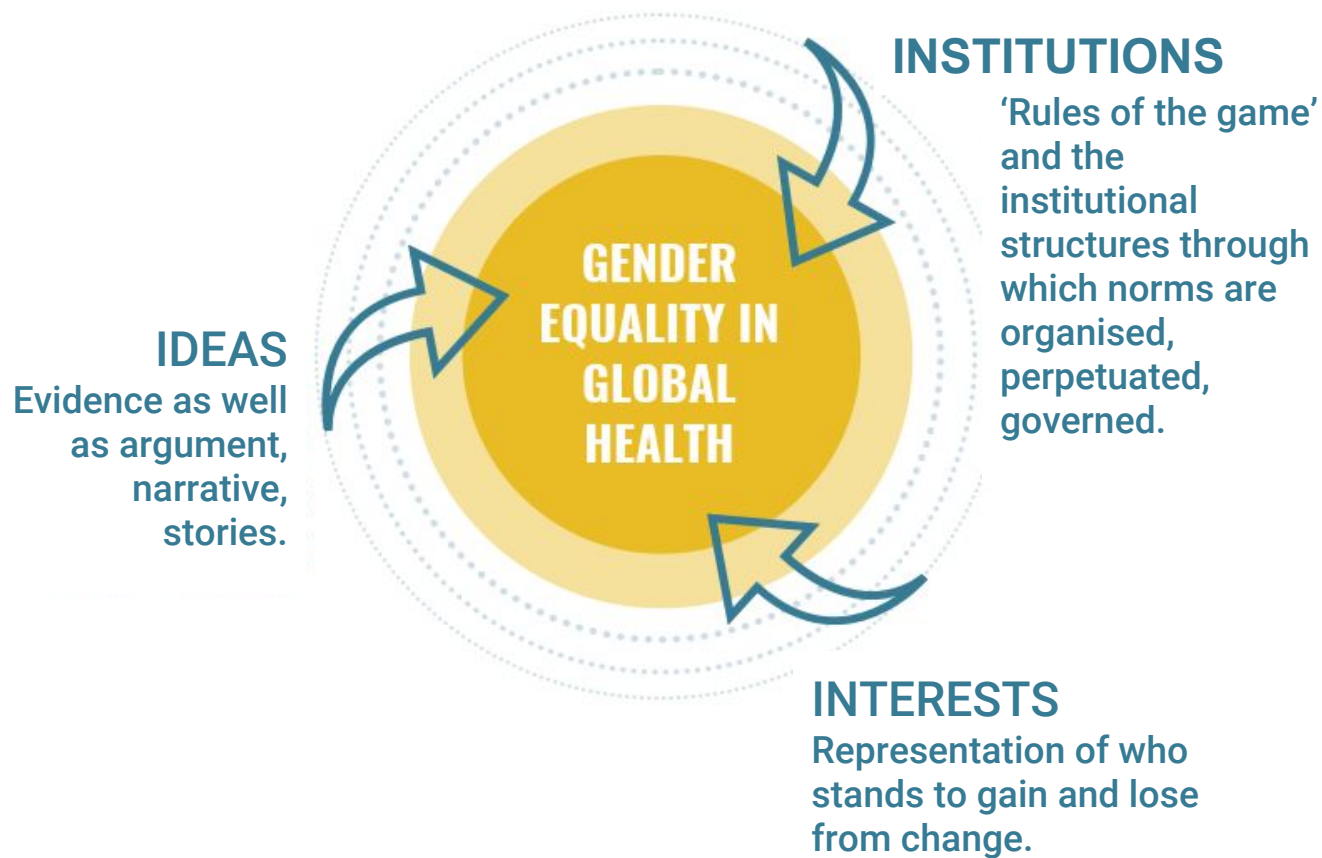 INSTITUTIONS
‘Rules of the game’
and the
institutional
structures through
which norms are
organised,
perpetuated,
governed.
GENDER
EQUALITY IN
GLOBAL
HEALTH
IDEAS
Evidence as well
as argument,
narrative,
stories.
INTERESTS
Representation of who
stands to gain and lose
from change.